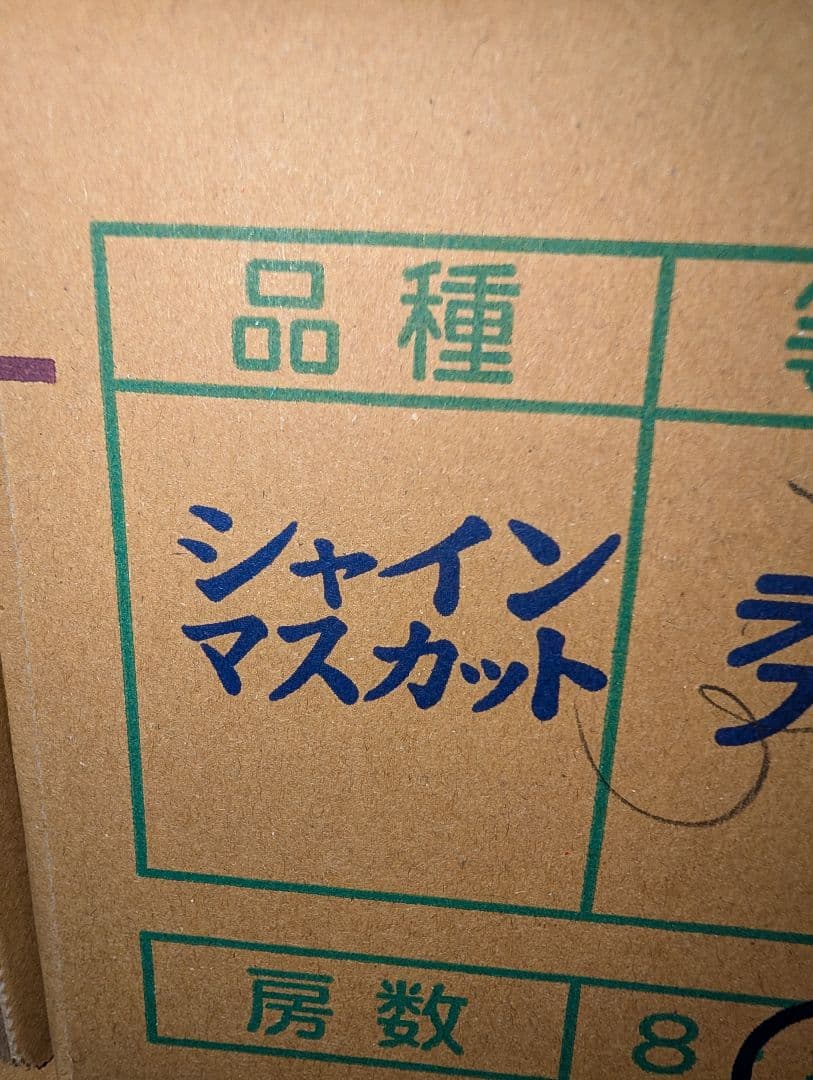 品種
シャイン
マスカット
房数 8